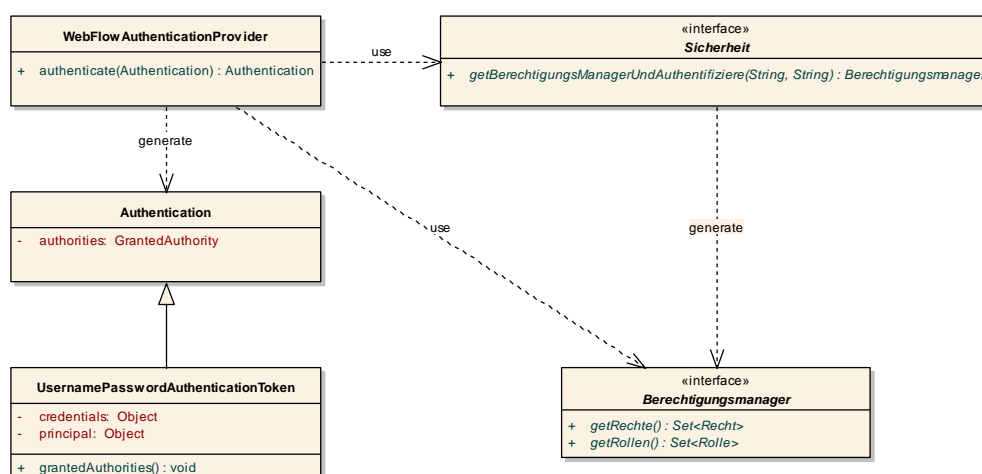 WebFlowAuthenticationProvider
+ authenticate(Authentication) : Authentication
use
«interface»
Sicherheit
+ getBerechtigungsManagerUndAuthentifiziere(String, String) : Berechtigungsmanager
generate
Authentication
- authorities: GrantedAuthority
use
generate
UsernamePasswordAuthenticationToken
- credentials: Object
- principal: Object
+ grantedAuthorities() : void
«interface»
Berechtigungsmanager
+ getRechte() : Set<Recht>
+ getRollen() : Set<Rolle>